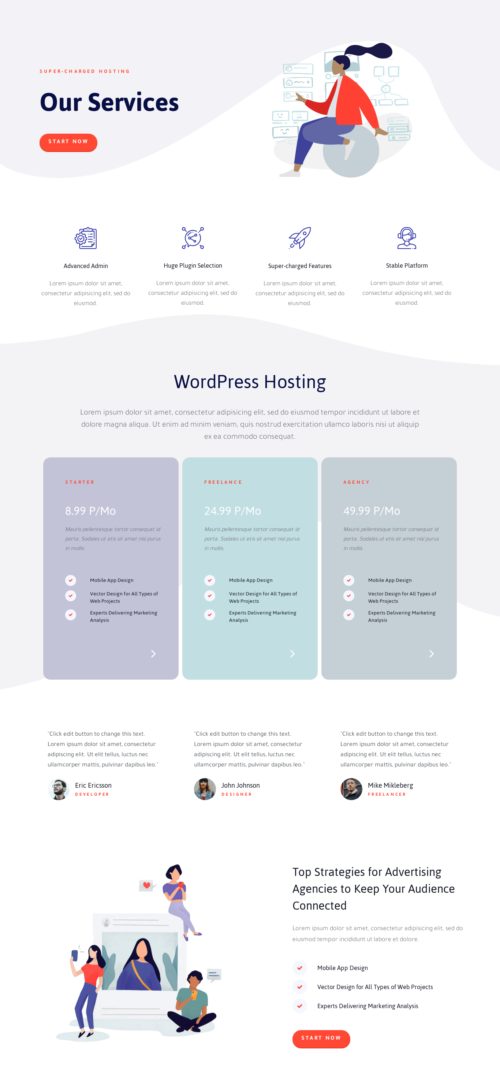 SUPER-CHARGED HOSTING
Our Services
START NOW
Advanced Admin
Lorem ipsum dolor sit amet,
consectetur adipisicing elit, sed do
eiusmod.
Huge Plugin Selection
Lorem ipsum dolor sit amet,
consectetur adipisicing elit, sed do
eiusmod.
Super-charged Features
Lorem ipsum dolor sit amet,
consectetur adipisicing elit, sed do
eiusmod.
Stable Platform
Lorem ipsum dolor sit amet,
consectetur adipisicing elit, sed do
eiusmod.
WordPress Hosting
Lorem ipsum dolor sit amet, consectetur adipisicing elit, sed do eiusmod tempor incididunt ut labore et
dolore magna aliqua. Ut enim ad minim veniam, quis nostrud exercitation ullamco laboris nisi ut aliquip
ex ea commodo consequat.
STARTER
8.99 P/Mo
Mauris pellentesque tortor consequat id
porta. Sodales ut eris sit amet nisl purus
in mollis
Mobile App Design
Vector Design for All Types of
Web Projects
Experts Delivering Marketing
Analysis
FREELANCE
24.99 P/Mo
Mauris pellentesque tortor consequat id
porta. Sodales ut etis sit amet nisl purus
in mollis
Mobile App Design
Vector Design for All Types of
Web Projects
Experts Delivering Marketing
Analysis
AGENCY
49.99 P/Mo
Mauris pellentesque tortor consequat id
porta. Sodales ut etis sit amet nisl purus
in mollis
Mobile App Design
Vector Design for All Types of
Web Projects
Experts Delivering Marketing
Analysis
"Click edit button to change this text.
Lorem ipsum dolor sit amet, consectetur
adipiscing elit. Ut elit tellus, luctus nec
ullamcorper mattis, pulvinar dapibus leo."
Eric Ericsson
DEVELOPER
"Click edit button to change this text.
Lorem ipsum dolor sit amet, consectetur
adipiscing elit. Ut elit tellus, luctus nec
ullamcorper mattis, pulvinar dapibus leo."
John Johnson
DESIGNER
"Click edit button to change this text.
Lorem ipsum dolor sit amet, consectetur
adipiscing elit. Ut elit tellus, luctus nec
ullamcorper mattis, pulvinar dapibus leo."
Mike Mikleberg
FREELANCER
Top Strategies for Advertising
Agencies to Keep Your Audience
Connected
Lorem ipsum dolor sit amet, consectetur adipisicing elit, sed do
eiusmod tempor incididunt ut labore et dolore
Mobile App Design
Vector Design for All Types of Web Projects
Experts Delivering Marketing Analysis
START NOW